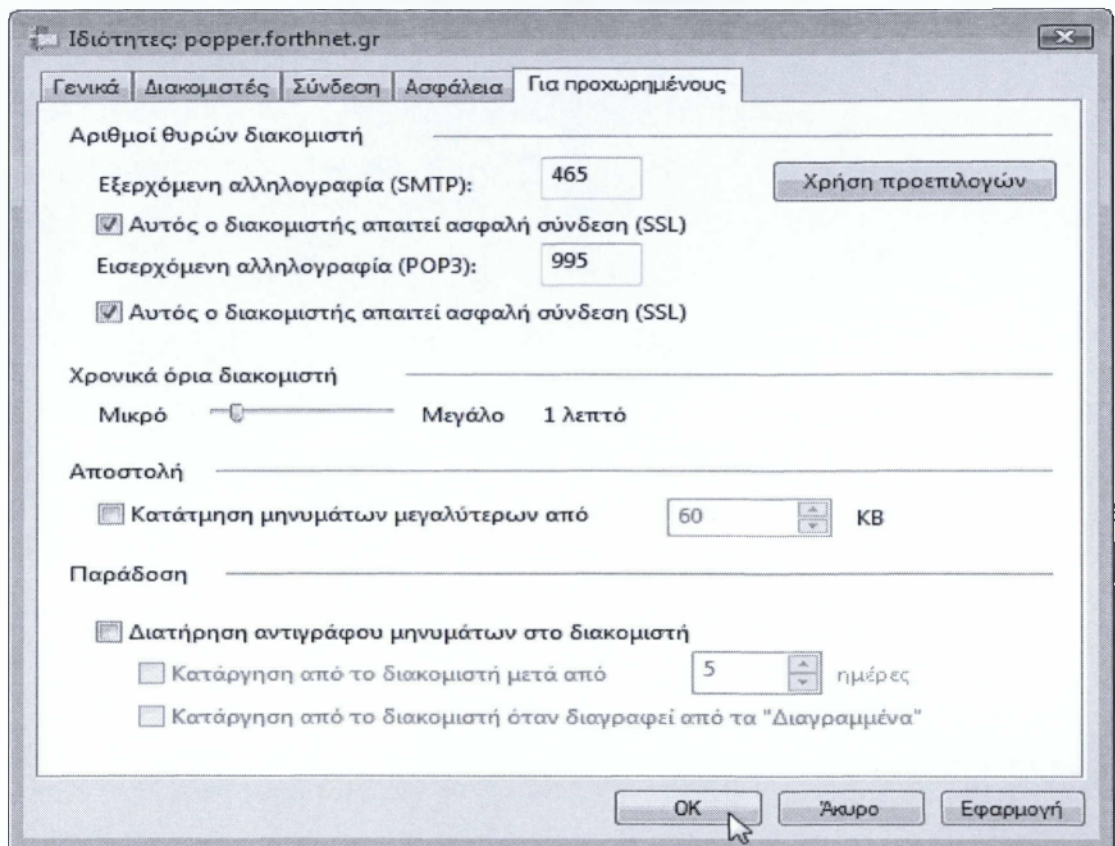 Ιδιότητες: popper.forthnet.gr
Γενικά Διακομιστές Σύνδεση Ασφάλεια Για προχωρημένους
Αριθμοί θυρών διακομιστή
Εξερχόμενη αλληλογραφία (SMTP): 465 Χρήση προεπιλογών
Αυτός ο διακομιστής απαιτεί ασφαλή σύνδεση (SSL)
Εισερχόμενη αλληλογραφία (POP3): 995
Αυτός ο διακομιστής απαιτεί ασφαλή σύνδεση (SSL)
Χρονικά όρια διακομιστή
Μικρό Μεγάλο 1 λεπτό
Αποστολή
Κατάτμηση μηνυμάτων μεγαλύτερων από 60 KB
Παράδοση
Διατήρηση αντιγράφου μηνυμάτων στο διακομιστή
Κατάργηση από το διακομιστή μετά από 5 ημέρες
Κατάργηση από το διακομιστή όταν διαγραφεί από τα "Διαγραμμένα"
OK Άκυρο Εφαρμογή